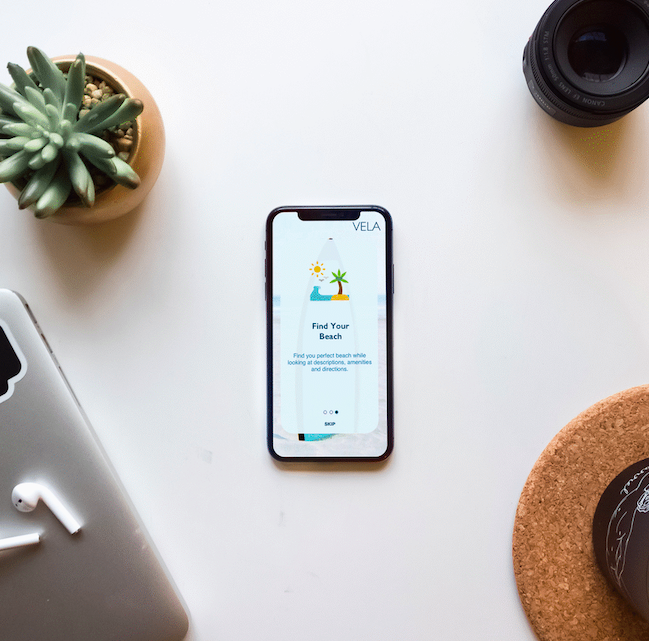 VELA
Find Your
Beach
Find you perfect beach while
looking at descriptions, amenities
and directions.
SKIP